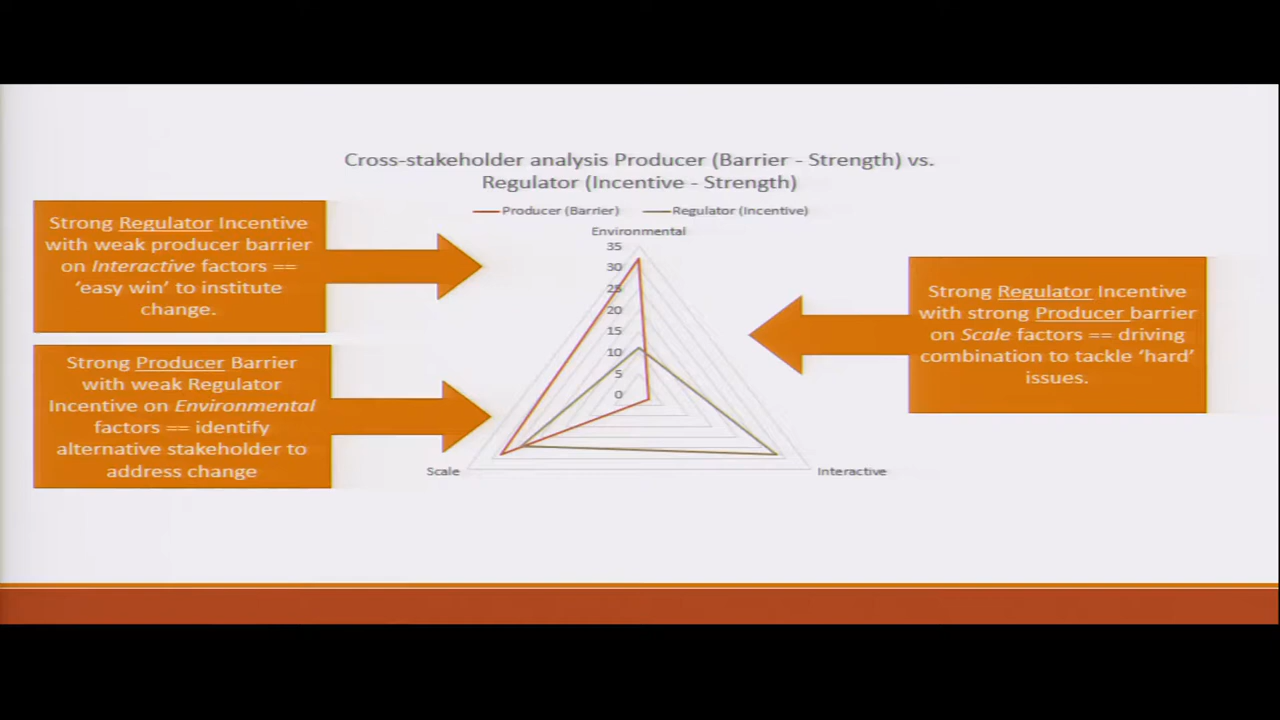 Cross-stakeholder analysis Producer (Barrier - Strength) vs.
Regulator (Incentive - Strength)
Producer (Barrier)
Regulator (Incentive)
Strong Regulator Incentive
with weak producer barrier
on Interactive factors ==
'easy win' to institute
change.
Strong Producer Barrier
with weak Regulator
Incentive on Environmental
factors == identify
alternative stakeholder to
address change
Environmental
35
30
25
20
15
10
5
0
Scale
Interactive
Strong Regulator Incentive
with strong Producer barrier
on Scale factors == driving
combination to tackle 'hard'
issues.